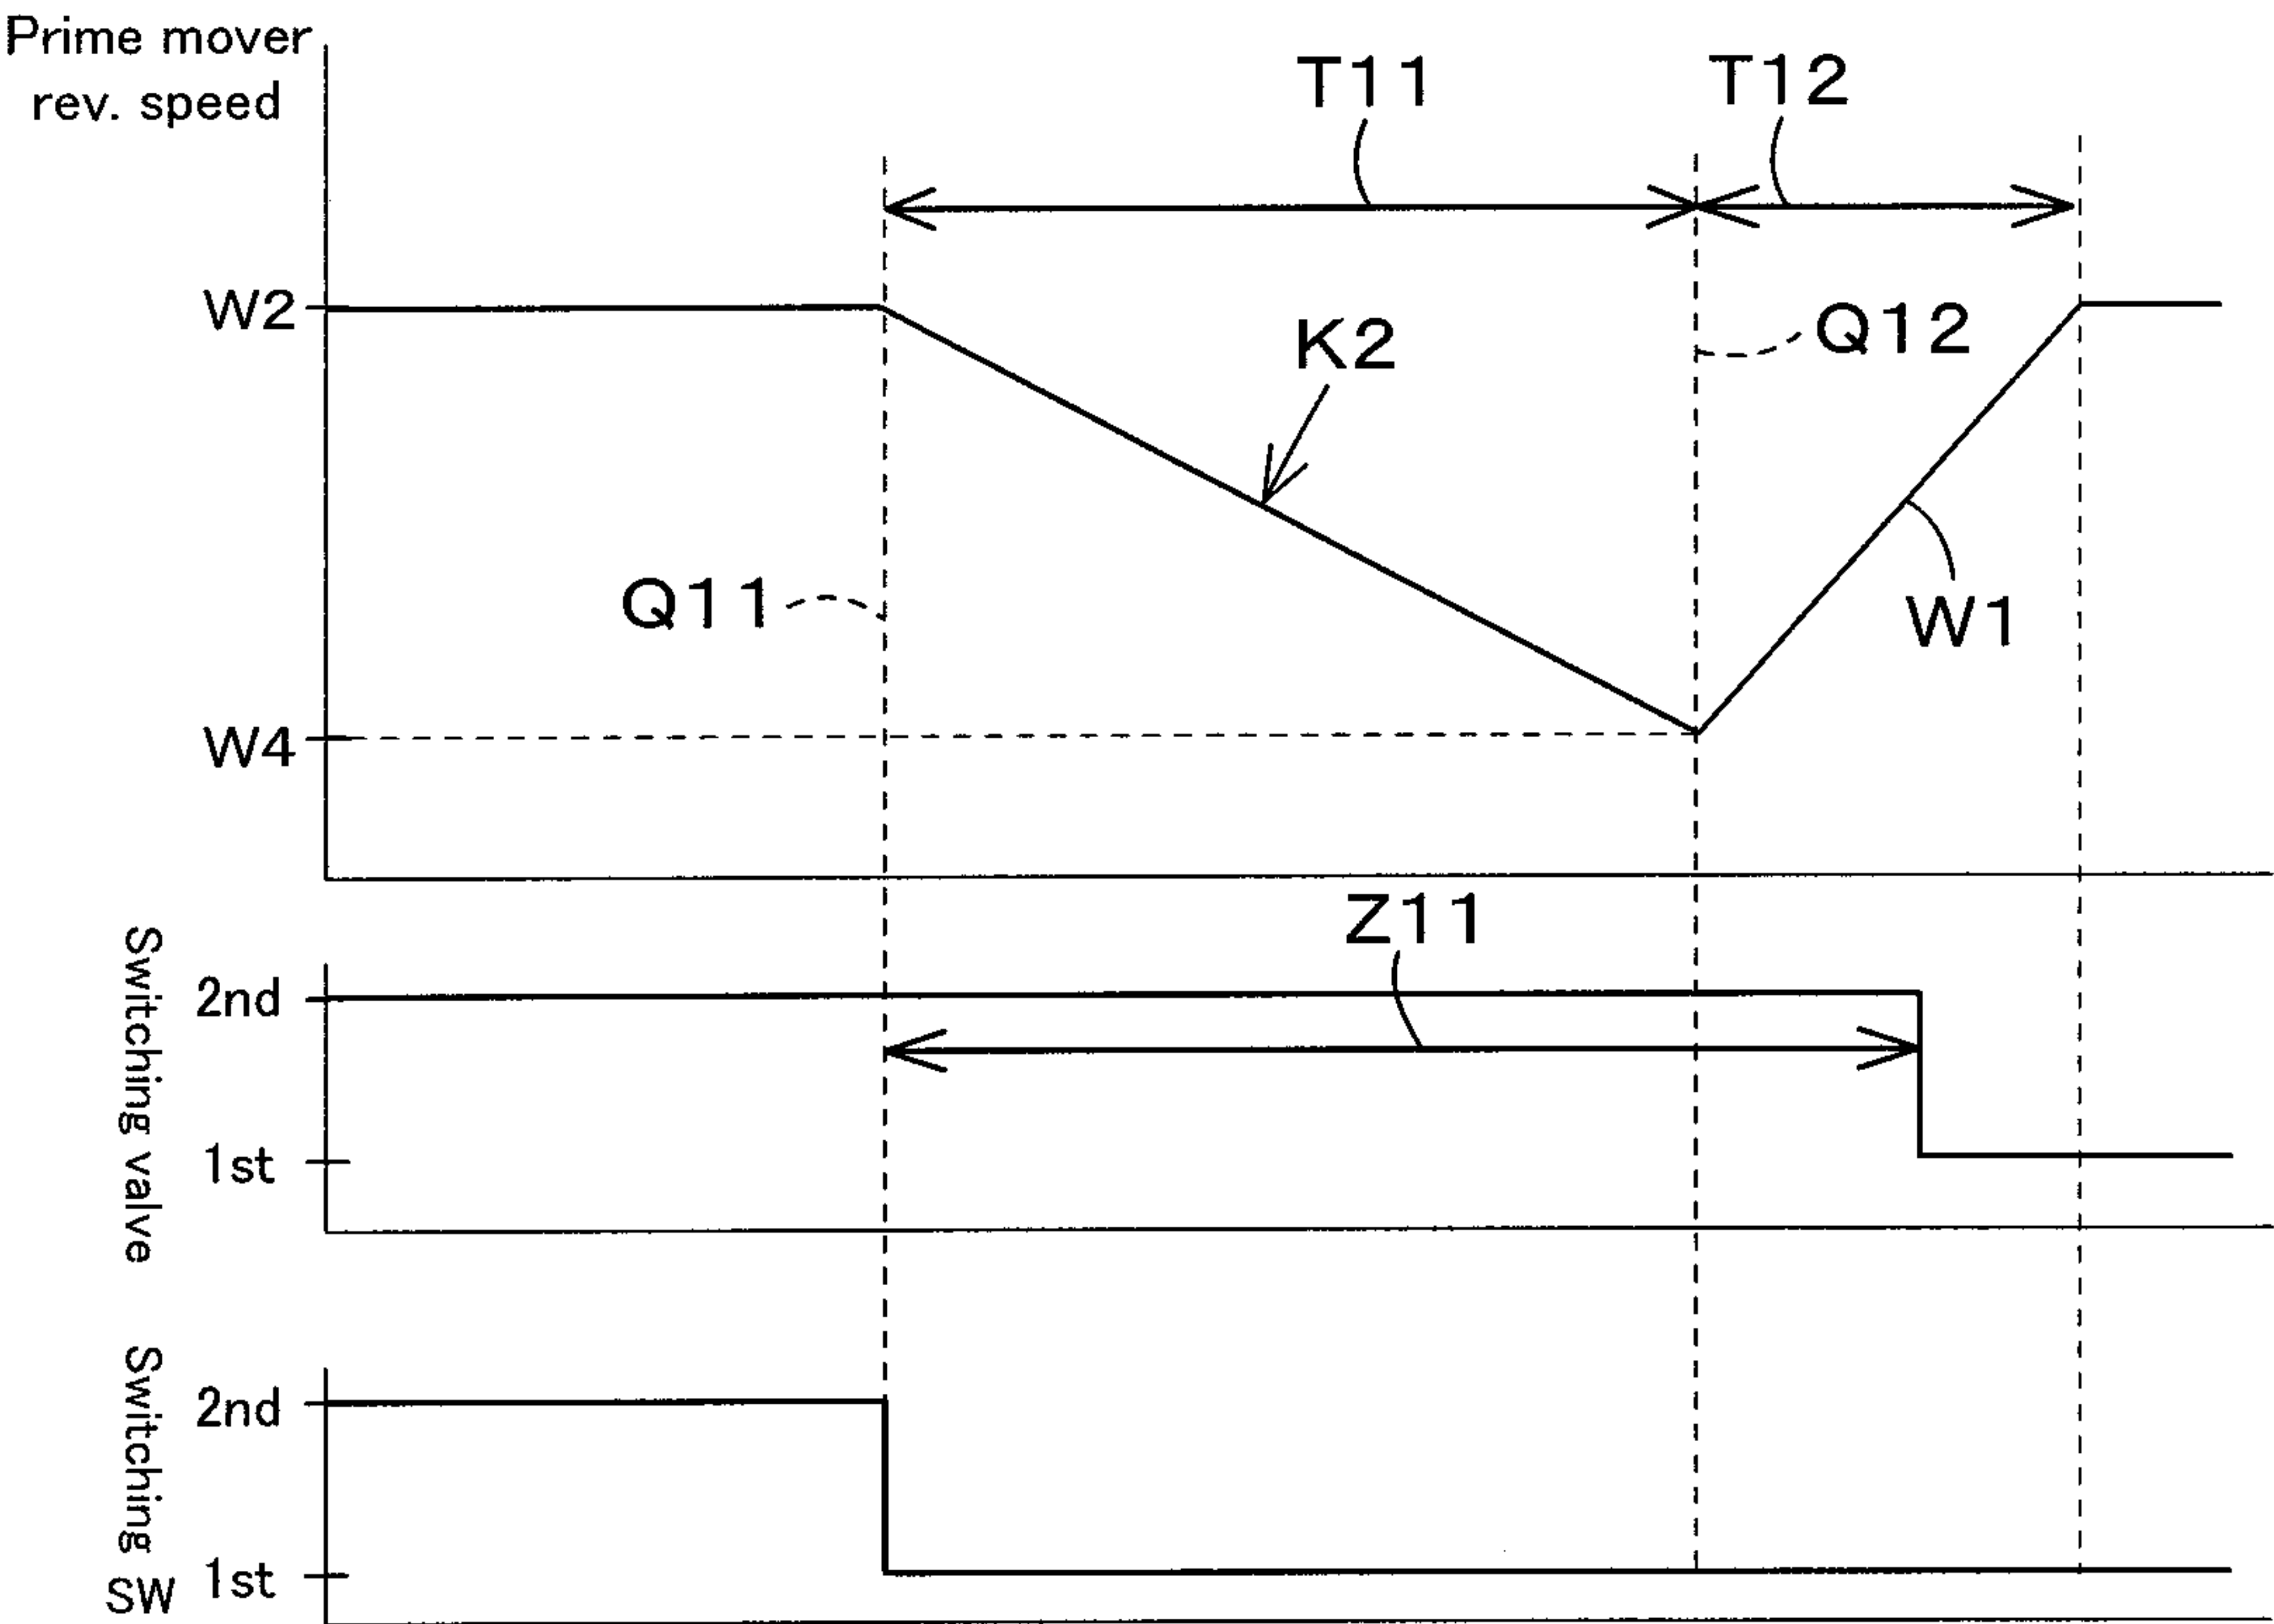 Prime mover
rev. speed
T11
T12
W2
K2
Q12
Q11
W1
W4
Z11
Switching valve
2nd
1st
Switching
SW
2nd
1st